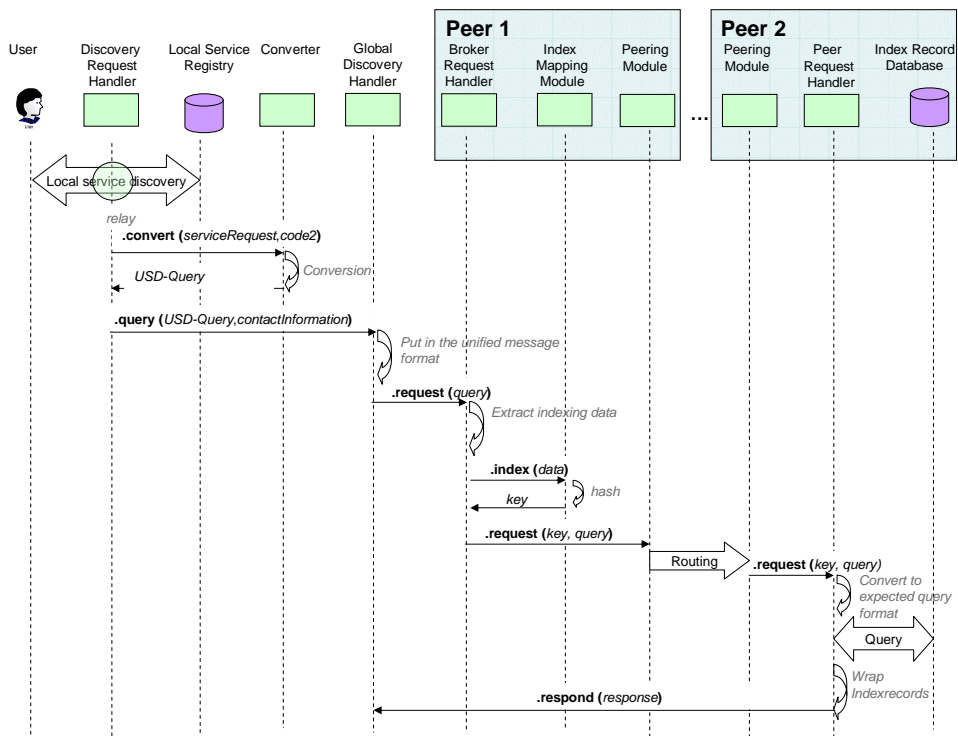 Peer 1
Peer 2
User
Discovery
Request
Handler
Local Service
Registry
Converter
Global
Discovery
Handler
Broker
Request
Handler
Index
Mapping
Module
Peering
Module
...
Peering
Module
Peer
Request
Handler
Index Record
Database
User
Local service discovery
relay
.convert (serviceRequest,code2)
Conversion
USD-Query
.query (USD-Query,contactInformation)
Put in the unified message
format
.request (query)
Extract indexing data
.index (data)
hash
key
.request (key, query)
Routing
.request (key, query)
Convert to
expected query
format
Query
Wrap
Indexrecords
.respond (response)